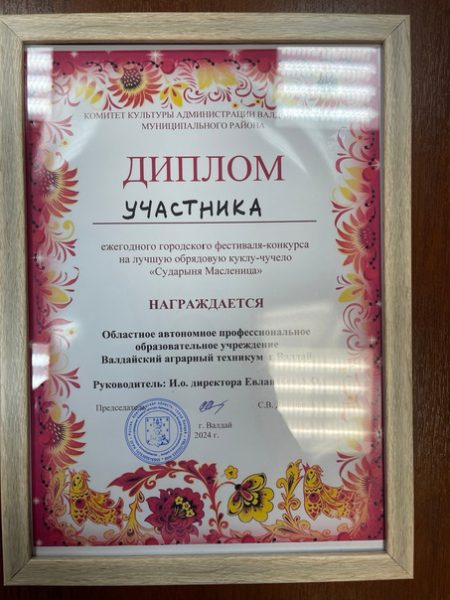 КОМИТЕТ КУЛЬТУРЫ АДМИНИСТРАЦИИ
МУНИЦИПАЛЬНОГО РАЙОНА
ДИПЛОМ
УЧАСТНИКА
ежегодного городского фестиваля-конкурса
на лучшую обрядовую куклу-чучело
«Сударыня Масленица»
НАГРАЖДАЕТСЯ
Областное автономное профессиональное
образовательное учреждение
Валдайский аграрный техникум г Валдай
Руководитель: И.о. директора
Председатель С.В.
г. Валдай
2024 г.